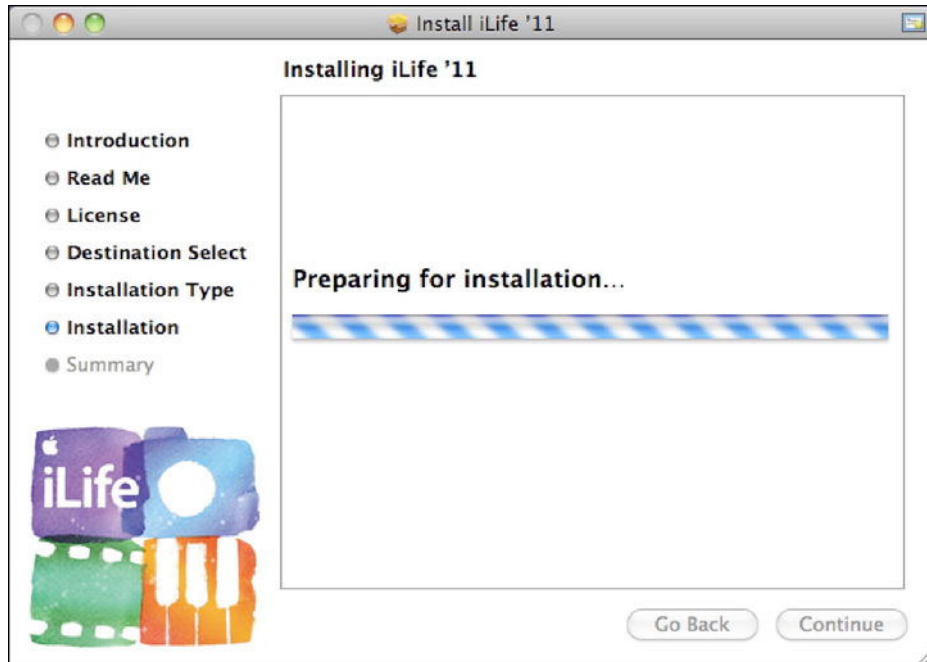 Install iLife ’11
Installing iLife ’11
Introduction
Read Me
License
Destination Select
Installation Type
Installation
Summary
Preparing for installation...
iLife
Go Back
Continue